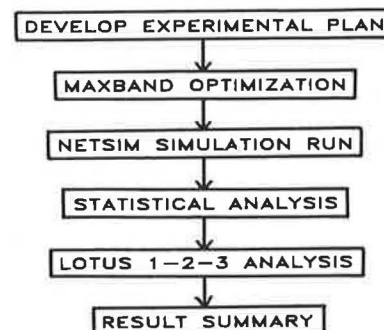 DEVELOP EXPERIMENTAL PLAN
MAXBAND OPTIMIZATION
NETSIM SIMULATION RUN
STATISTICAL ANALYSIS
LOTUS 1-2-3 ANALYSIS
RESULT SUMMARY